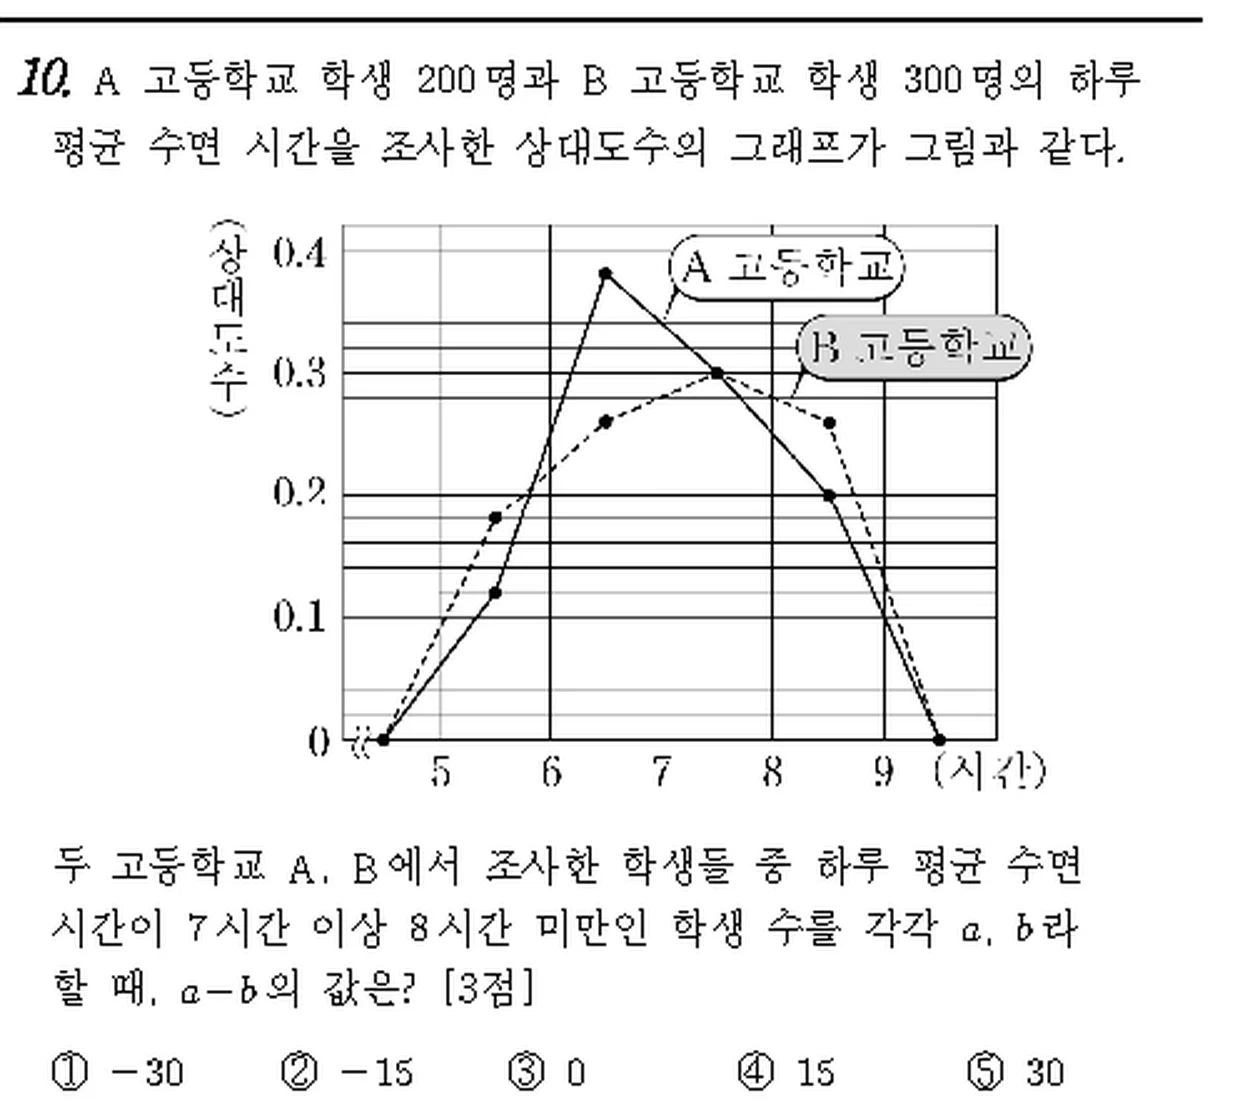 10. A 고등학교 학생 200명과 B 고등학교 학생 300명의 하루
평균 수면 시간을 조사한 상대도수의 그래프가 그림과 같다.
(상대도수)
0.4
A 고등학교
B 고등학교
0.3
0.2
0.1
0
5 6 7 8 9 (시간)
두 고등학교 A, B에서 조사한 학생들 중 하루 평균 수면
시간이 7시간 이상 8시간 미만인 학생 수를 각각 a, b라
할 때, a-b의 값은? [3점]
① -30 ② -15 ③ 0 ④ 15 ⑤ 30